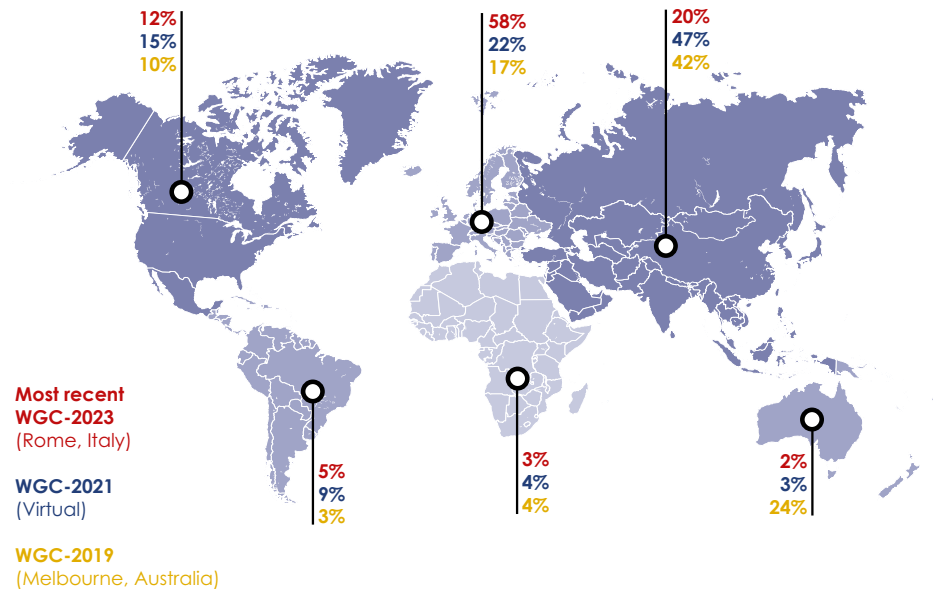 12%
15%
10%
58%
22%
17%
20%
47%
42%
Most recent
WGC-2023
(Rome, Italy)
WGC-2021
(Virtual)
WGC-2019
(Melbourne, Australia)
5%
9%
3%
3%
4%
4%
2%
3%
24%